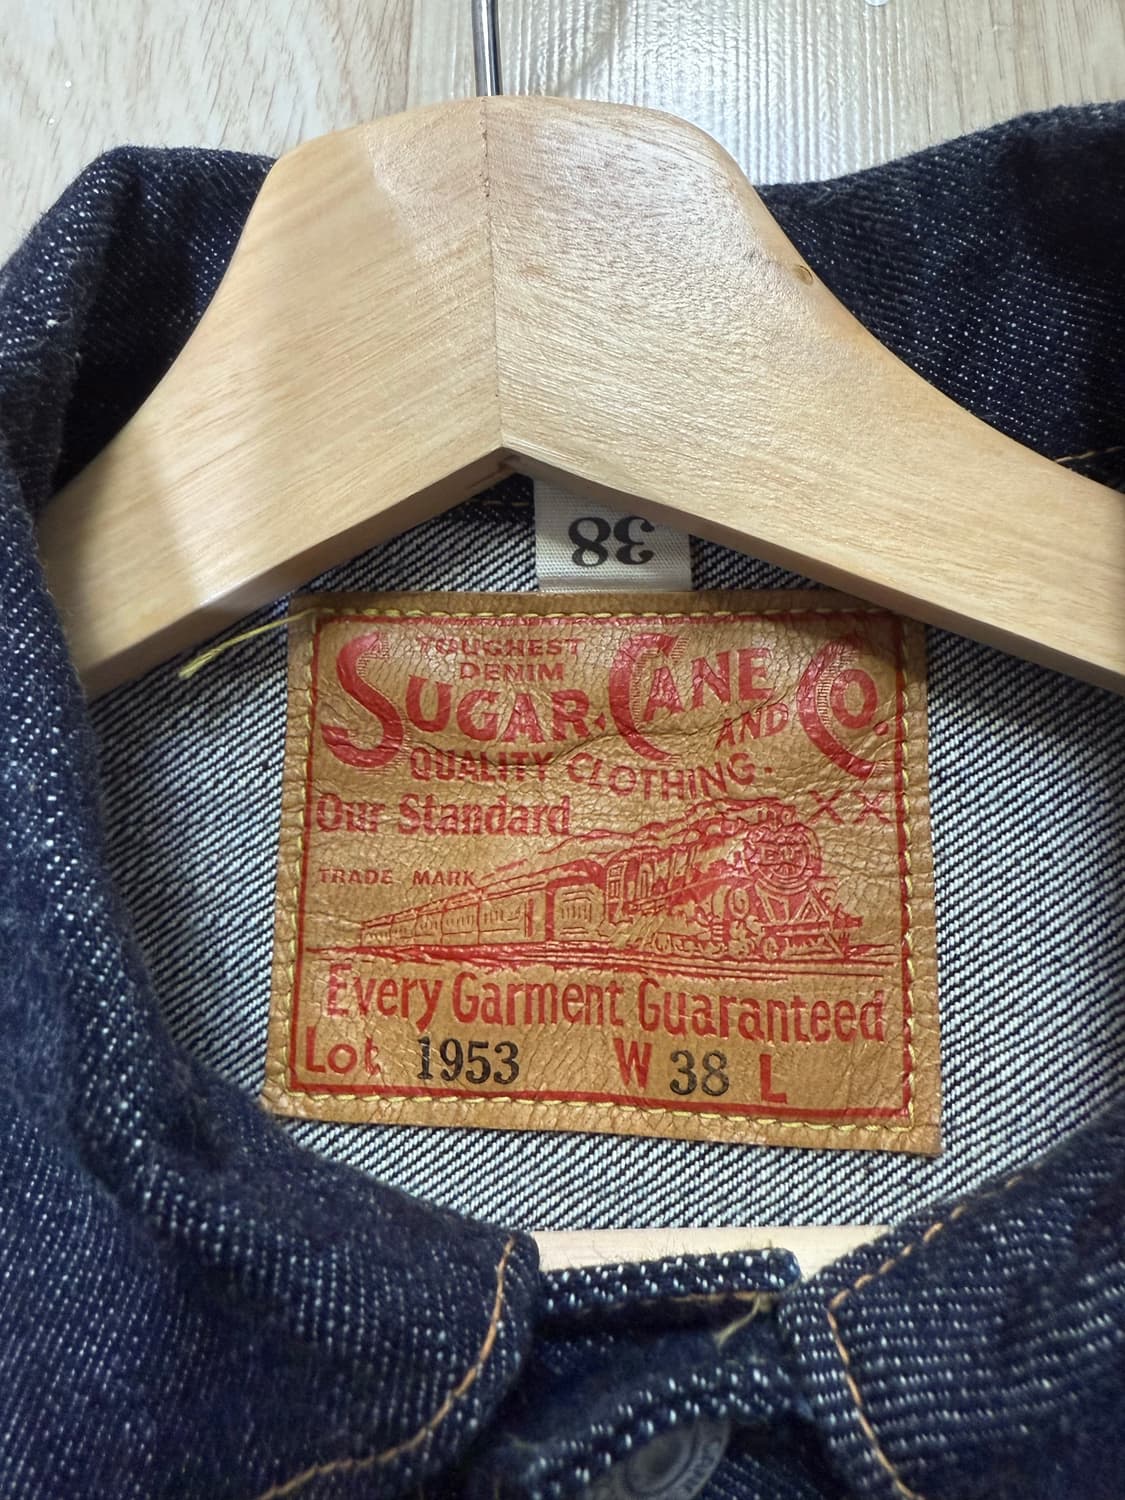 38
TOUGHEST
DENIM
SUGAR CANE CO.
AND
QUALITY CLOTHING.
Our Standard XX
TRADE MARK
Every Garment Guaranteed
Lot 1953 W 38 L